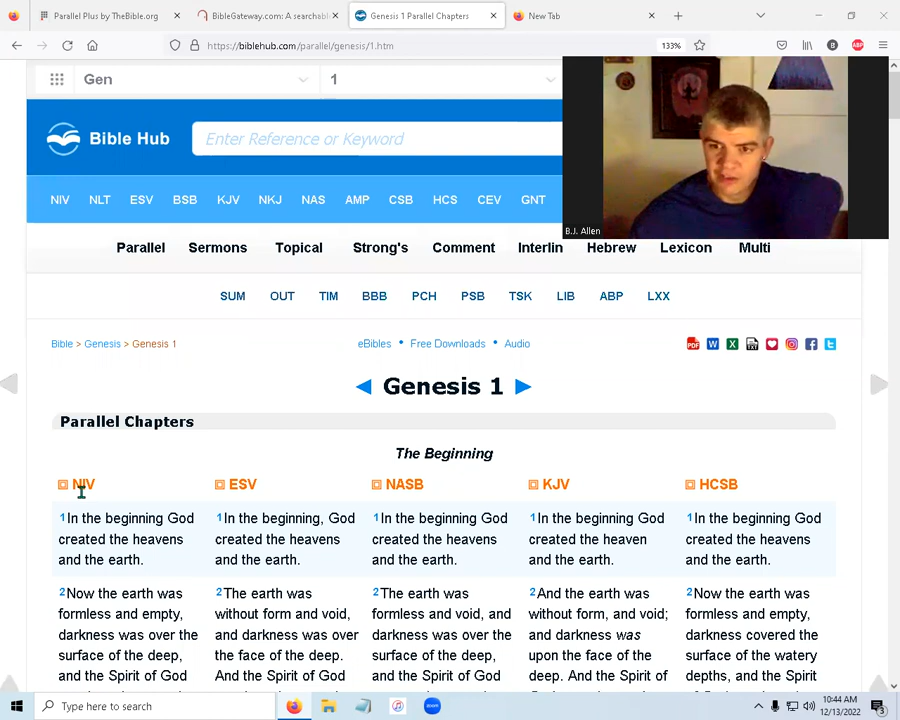 Parallel Plus by TheBible.org
BibleGateway.com: A searchabl
Genesis 1 Parallel Chapters
New Tab
https://biblehub.com/parallel/genesis/1.htm
133%
B
ABP
Gen
1
Bible Hub
Enter Reference or Keyword
NIV NLT ESV BSB KJV NKJ NAS AMP CSB HCS CEV GNT
B.J. Allen
Parallel Sermons Topical Strong's Comment Interlin Hebrew Lexicon Multi
SUM OUT TIM BBB PCH PSB TSK LIB ABP LXX
Bible > Genesis > Genesis 1
eBibles • Free Downloads • Audio
PDF W X TXT
Genesis 1
Parallel Chapters
The Beginning
NIV
1In the beginning God
created the heavens
and the earth.
2Now the earth was
formless and empty,
darkness was over the
surface of the deep,
and the Spirit of God
ESV
1In the beginning, God
created the heavens
and the earth.
2The earth was
without form and void,
and darkness was over
the face of the deep.
And the Spirit of God
NASB
1In the beginning God
created the heavens
and the earth.
2The earth was
formless and void, and
darkness was over the
surface of the deep,
and the Spirit of God
KJV
1In the beginning God
created the heaven
and the earth.
2And the earth was
without form, and void;
and darkness was
upon the face of the
deep. And the Spirit of
HCSB
1In the beginning God
created the heavens
and the earth.
2Now the earth was
formless and empty,
darkness covered the
surface of the watery
depths, and the Spirit
Type here to search
zoom
10:44 AM
12/13/2022
3